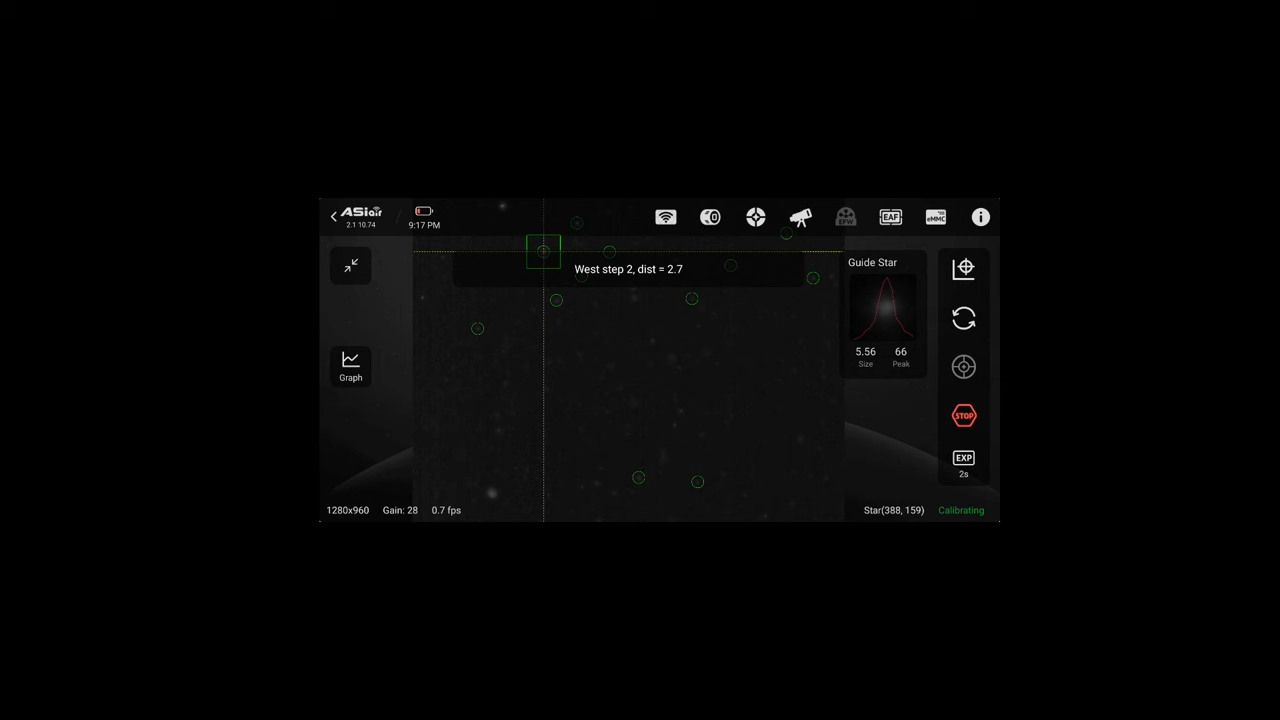 ASIair
2.1 10.74
9:17 PM
EFW
EAF
eMMC
West step 2, dist = 2.7
Guide Star
5.56 66
Size Peak
Graph
STOP
EXP
2s
1280x960 Gain: 28 0.7 fps
Star(388, 159) Calibrating